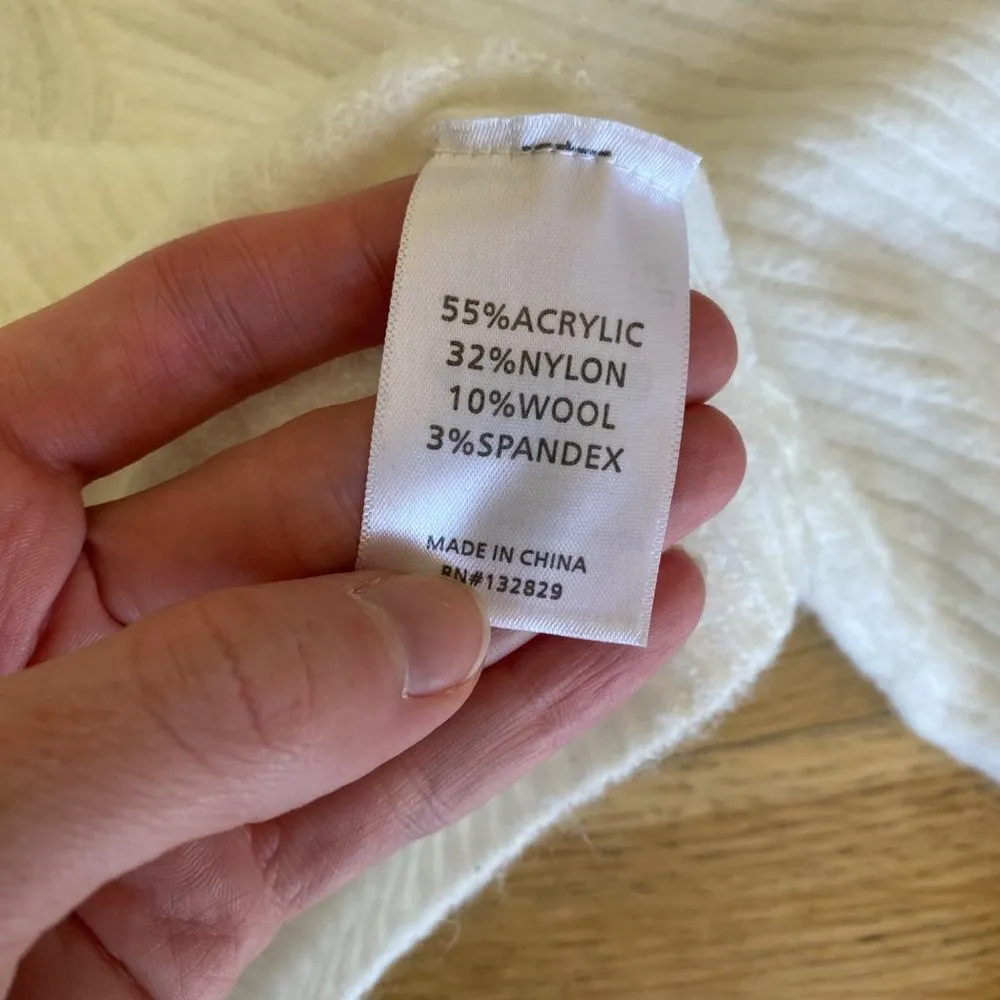 55%ACRYLIC
32%NYLON
10%WOOL
3%SPANDEX
MADE IN CHINA
RN#132829